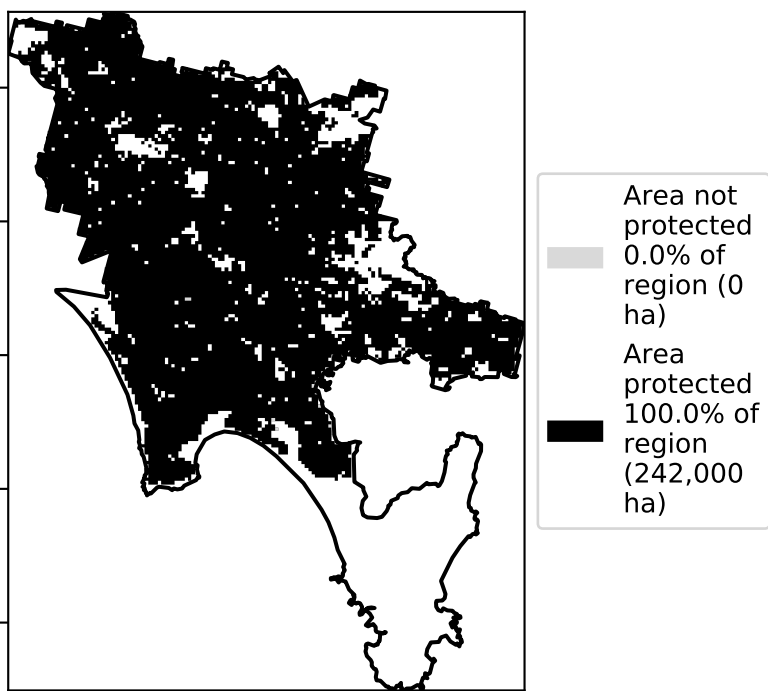 Area not
protected
0.0% of
region (0
ha)
Area
protected
100.0% of
region
(242,000
ha)